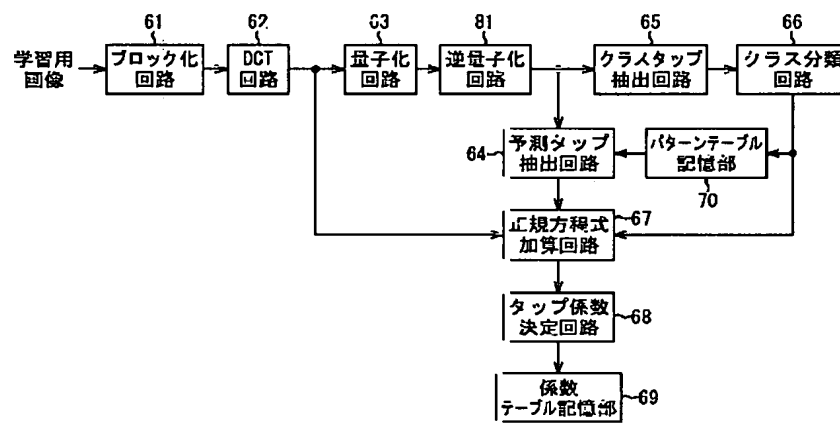 61
62
63
81
65
66
学習用
画像
ブロック化
回路
DCT
回路
量子化
回路
逆量子化
回路
クラスタップ
抽出回路
クラス分類
回路
64
予測タップ
抽出回路
パターンテーブル
記憶部
70
正規方程式
加算回路
67
タップ係数
決定回路
68
係数
テーブル記憶部
69